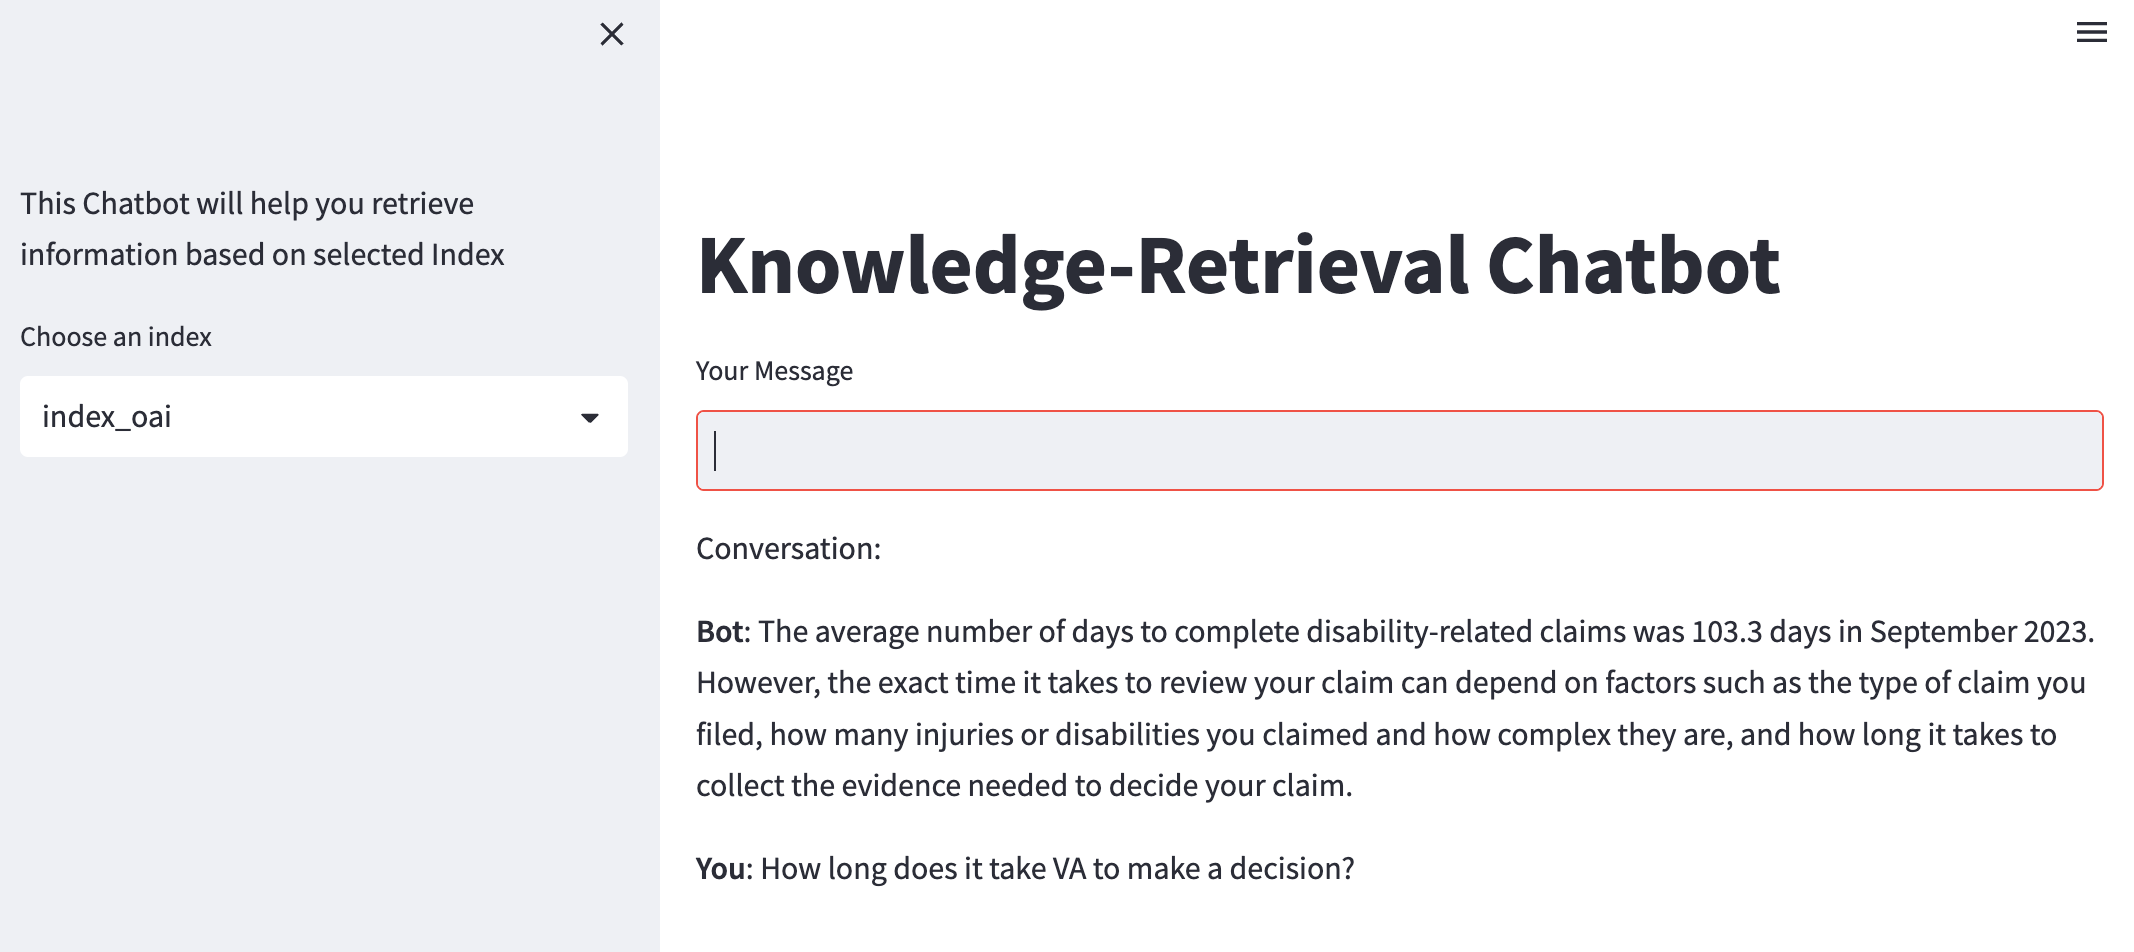 This Chatbot will help you retrieve
information based on selected Index
Choose an index
index_oai
Knowledge-Retrieval Chatbot
Your Message
Conversation:
Bot: The average number of days to complete disability-related claims was 103.3 days in September 2023.
However, the exact time it takes to review your claim can depend on factors such as the type of claim you
filed, how many injuries or disabilities you claimed and how complex they are, and how long it takes to
collect the evidence needed to decide your claim.
You: How long does it take VA to make a decision?